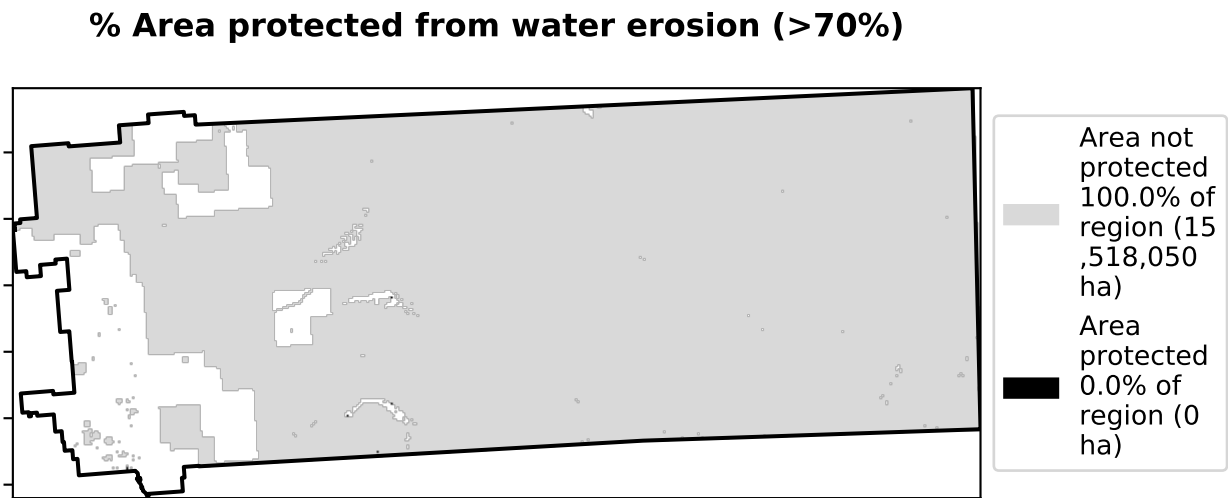 % Area protected from water erosion (>70%)
Area not
protected
100.0% of
region (15
,518,050
ha)
Area
protected
0.0% of
region (0
ha)